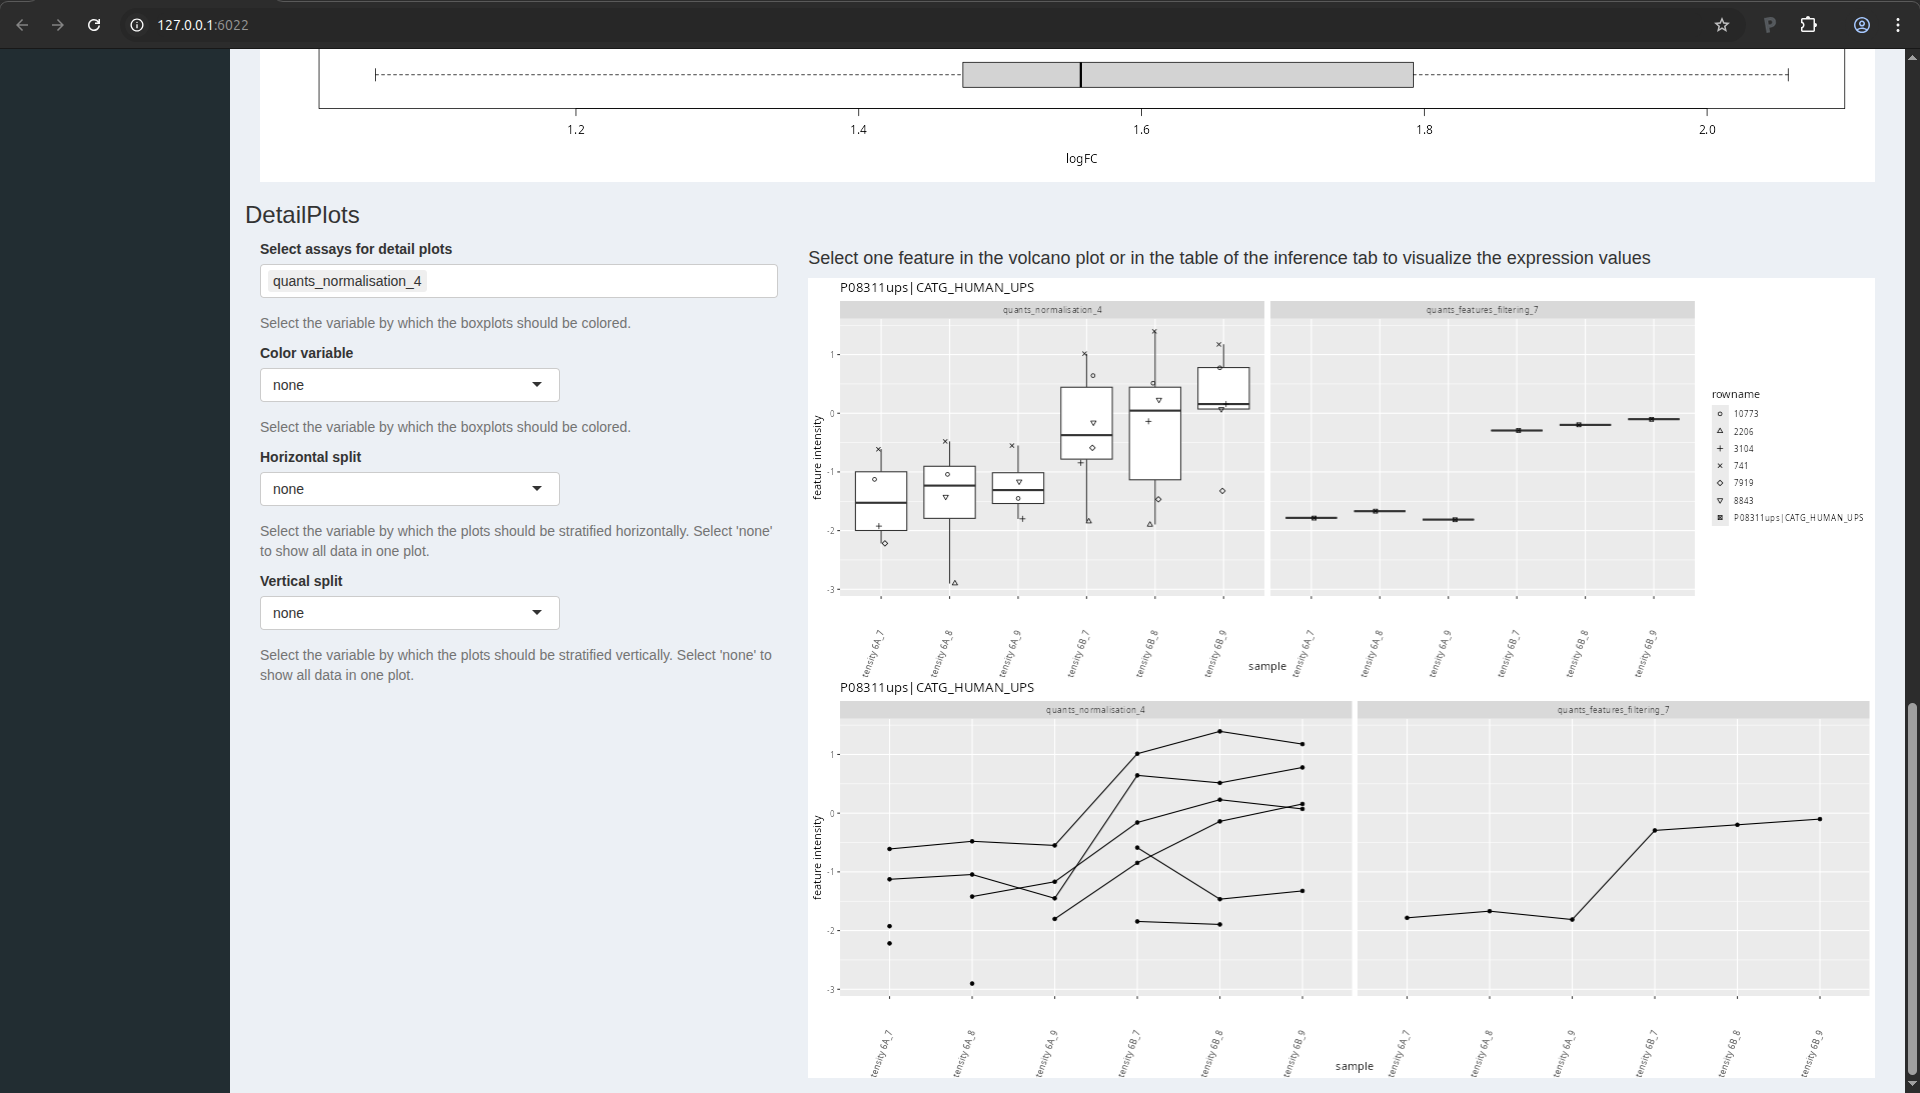 127.0.0.1:6022
1.2 1.4 1.6 1.8 2.0
logFC
DetailPlots
Select assays for detail plots
quants_normalisation_4
Select the variable by which the boxplots should be colored.
Color variable
none
Select the variable by which the boxplots should be colored.
Horizontal split
none
Select the variable by which the plots should be stratified horizontally. Select 'none'
to show all data in one plot.
Vertical split
none
Select the variable by which the plots should be stratified vertically. Select 'none' to
show all data in one plot.
Select one feature in the volcano plot or in the table of the inference tab to visualize the expression values
P08311ups|CATG_HUMAN_UPS
quants_normalisation_4 quants_features_filtering_7
feature intensity
1
0
-1
-2
-3
tensity 6A_7 tensity 6A_8 tensity 6A_9 tensity 6B_7 tensity 6B_8 tensity 6B_9 tensity 6A_7 tensity 6A_8 tensity 6A_9 tensity 6B_7 tensity 6B_8 tensity 6B_9
sample
rowname
10773
2206
3104
741
7919
8843
P08311ups|CATG_HUMAN_UPS
P08311ups|CATG_HUMAN_UPS
quants_normalisation_4 quants_features_filtering_7
feature intensity
1
0
-1
-2
-3
tensity 6A_7 tensity 6A_8 tensity 6A_9 tensity 6B_7 tensity 6B_8 tensity 6B_9 tensity 6A_7 tensity 6A_8 tensity 6A_9 tensity 6B_7 tensity 6B_8 tensity 6B_9
sample